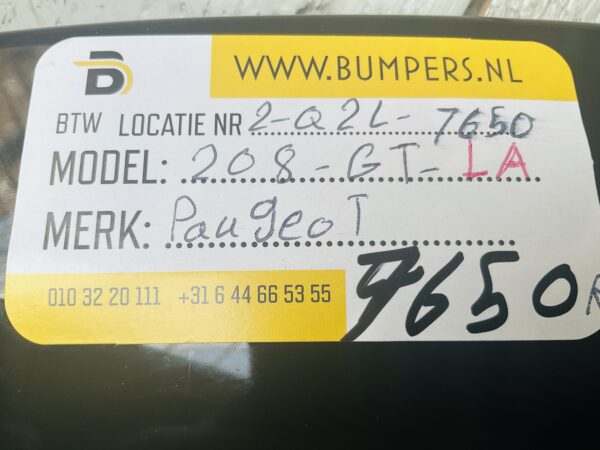 B WWW.BUMPERS.NL
BTW LOCATIE NR 2-Q2L-7650
MODEL: 208-GT-LA
MERK: PaugeoT
010 32 20 111 +31 6 44 66 53 55
7650